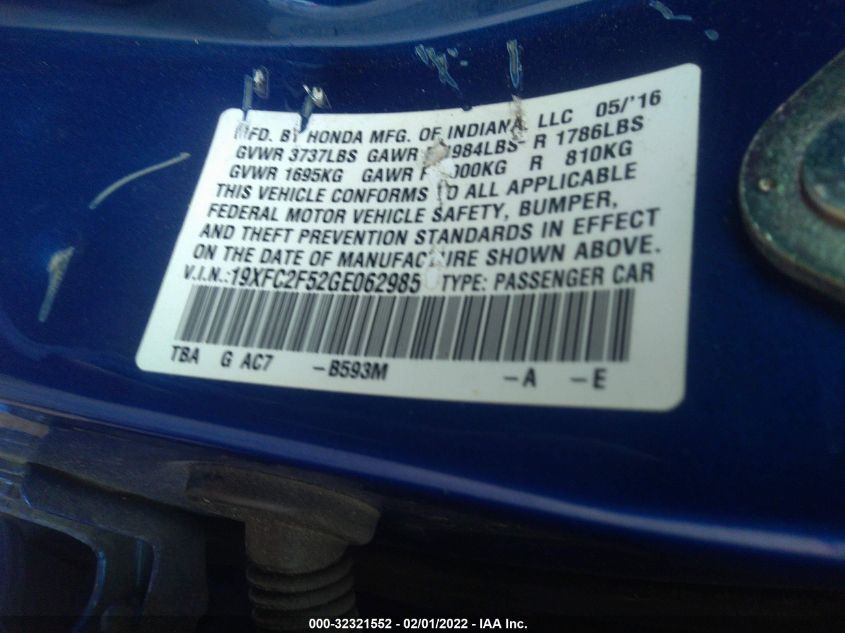 MFD. BY HONDA MFG. OF INDIANA, LLC 05/'16
GVWR 3737LBS GAWR 1984LBS R 1786LBS
GVWR 1695KG GAWR R 810KG
THIS VEHICLE CONFORMS TO ALL APPLICABLE
FEDERAL MOTOR VEHICLE SAFETY, BUMPER,
AND THEFT PREVENTION STANDARDS IN EFFECT
ON THE DATE OF MANUFACTURE SHOWN ABOVE.
V.I.N.:19XFC2F52GE062985 TYPE: PASSENGER CAR
TBA G AC7 -B593M -A -E
000-32321552 - 02/01/2022 - IAA Inc.